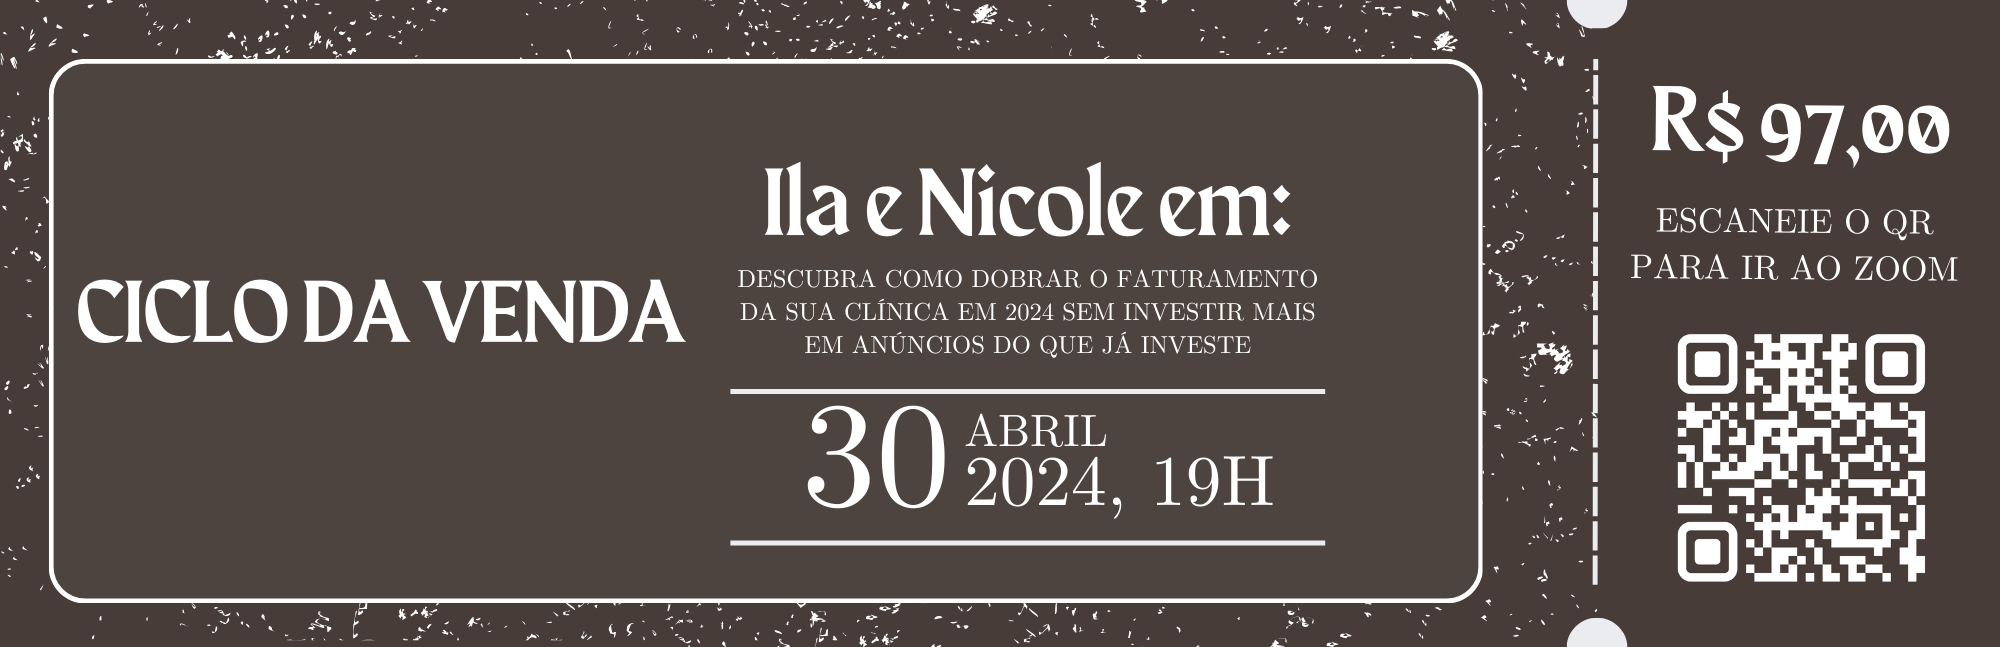 CICLO DA VENDA
Ila e Nicole em:
DESCUBRA COMO DOBRAR O FATURAMENTO
DA SUA CLÍNICA EM 2024 SEM INVESTIR MAIS
EM ANÚNCIOS DO QUE JÁ INVESTE
30 ABRIL
2024, 19H
R$ 97,00
ESCANEIE O QR
PARA IR AO ZOOM